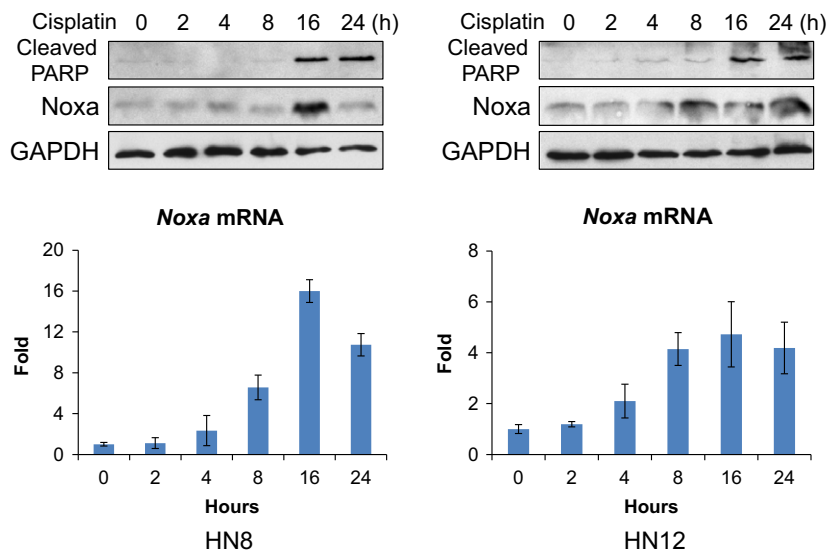 Cisplatin 0 2 4 8 16 24 (h)
Cleaved
PARP
Noxa
GAPDH
Noxa mRNA
20
16
12
8
4
0
Fold
0 2 4 8 16 24
Hours
HN8
Cisplatin 0 2 4 8 16 24 (h)
Cleaved
PARP
Noxa
GAPDH
Noxa mRNA
8
6
4
2
0
Fold
0 2 4 8 16 24
Hours
HN12